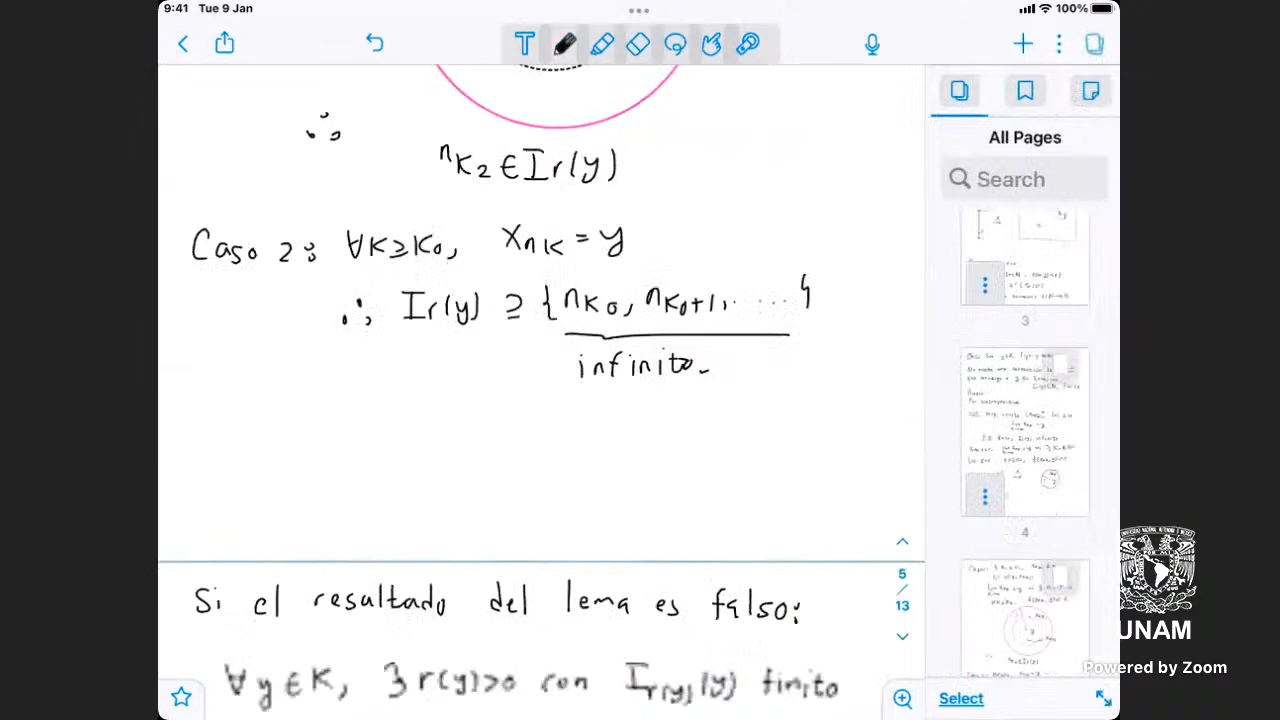 9:41 Tue 9 Jan
100%
∴ n_{K_2} ∈ I_r(y)
Caso 2: ∀K≥K_0, x_{n_K} = y
∴ I_r(y) ⊇ {n_{K_0}, n_{K_0+1}, ....}
infinito.
Si el resultado del lema es falso:
∀y∈K, ∃r(y)>0 con I_{r(y)}(y) finito
5
/
13
All Pages
Search
3
4
Select
UNAM
Powered by Zoom